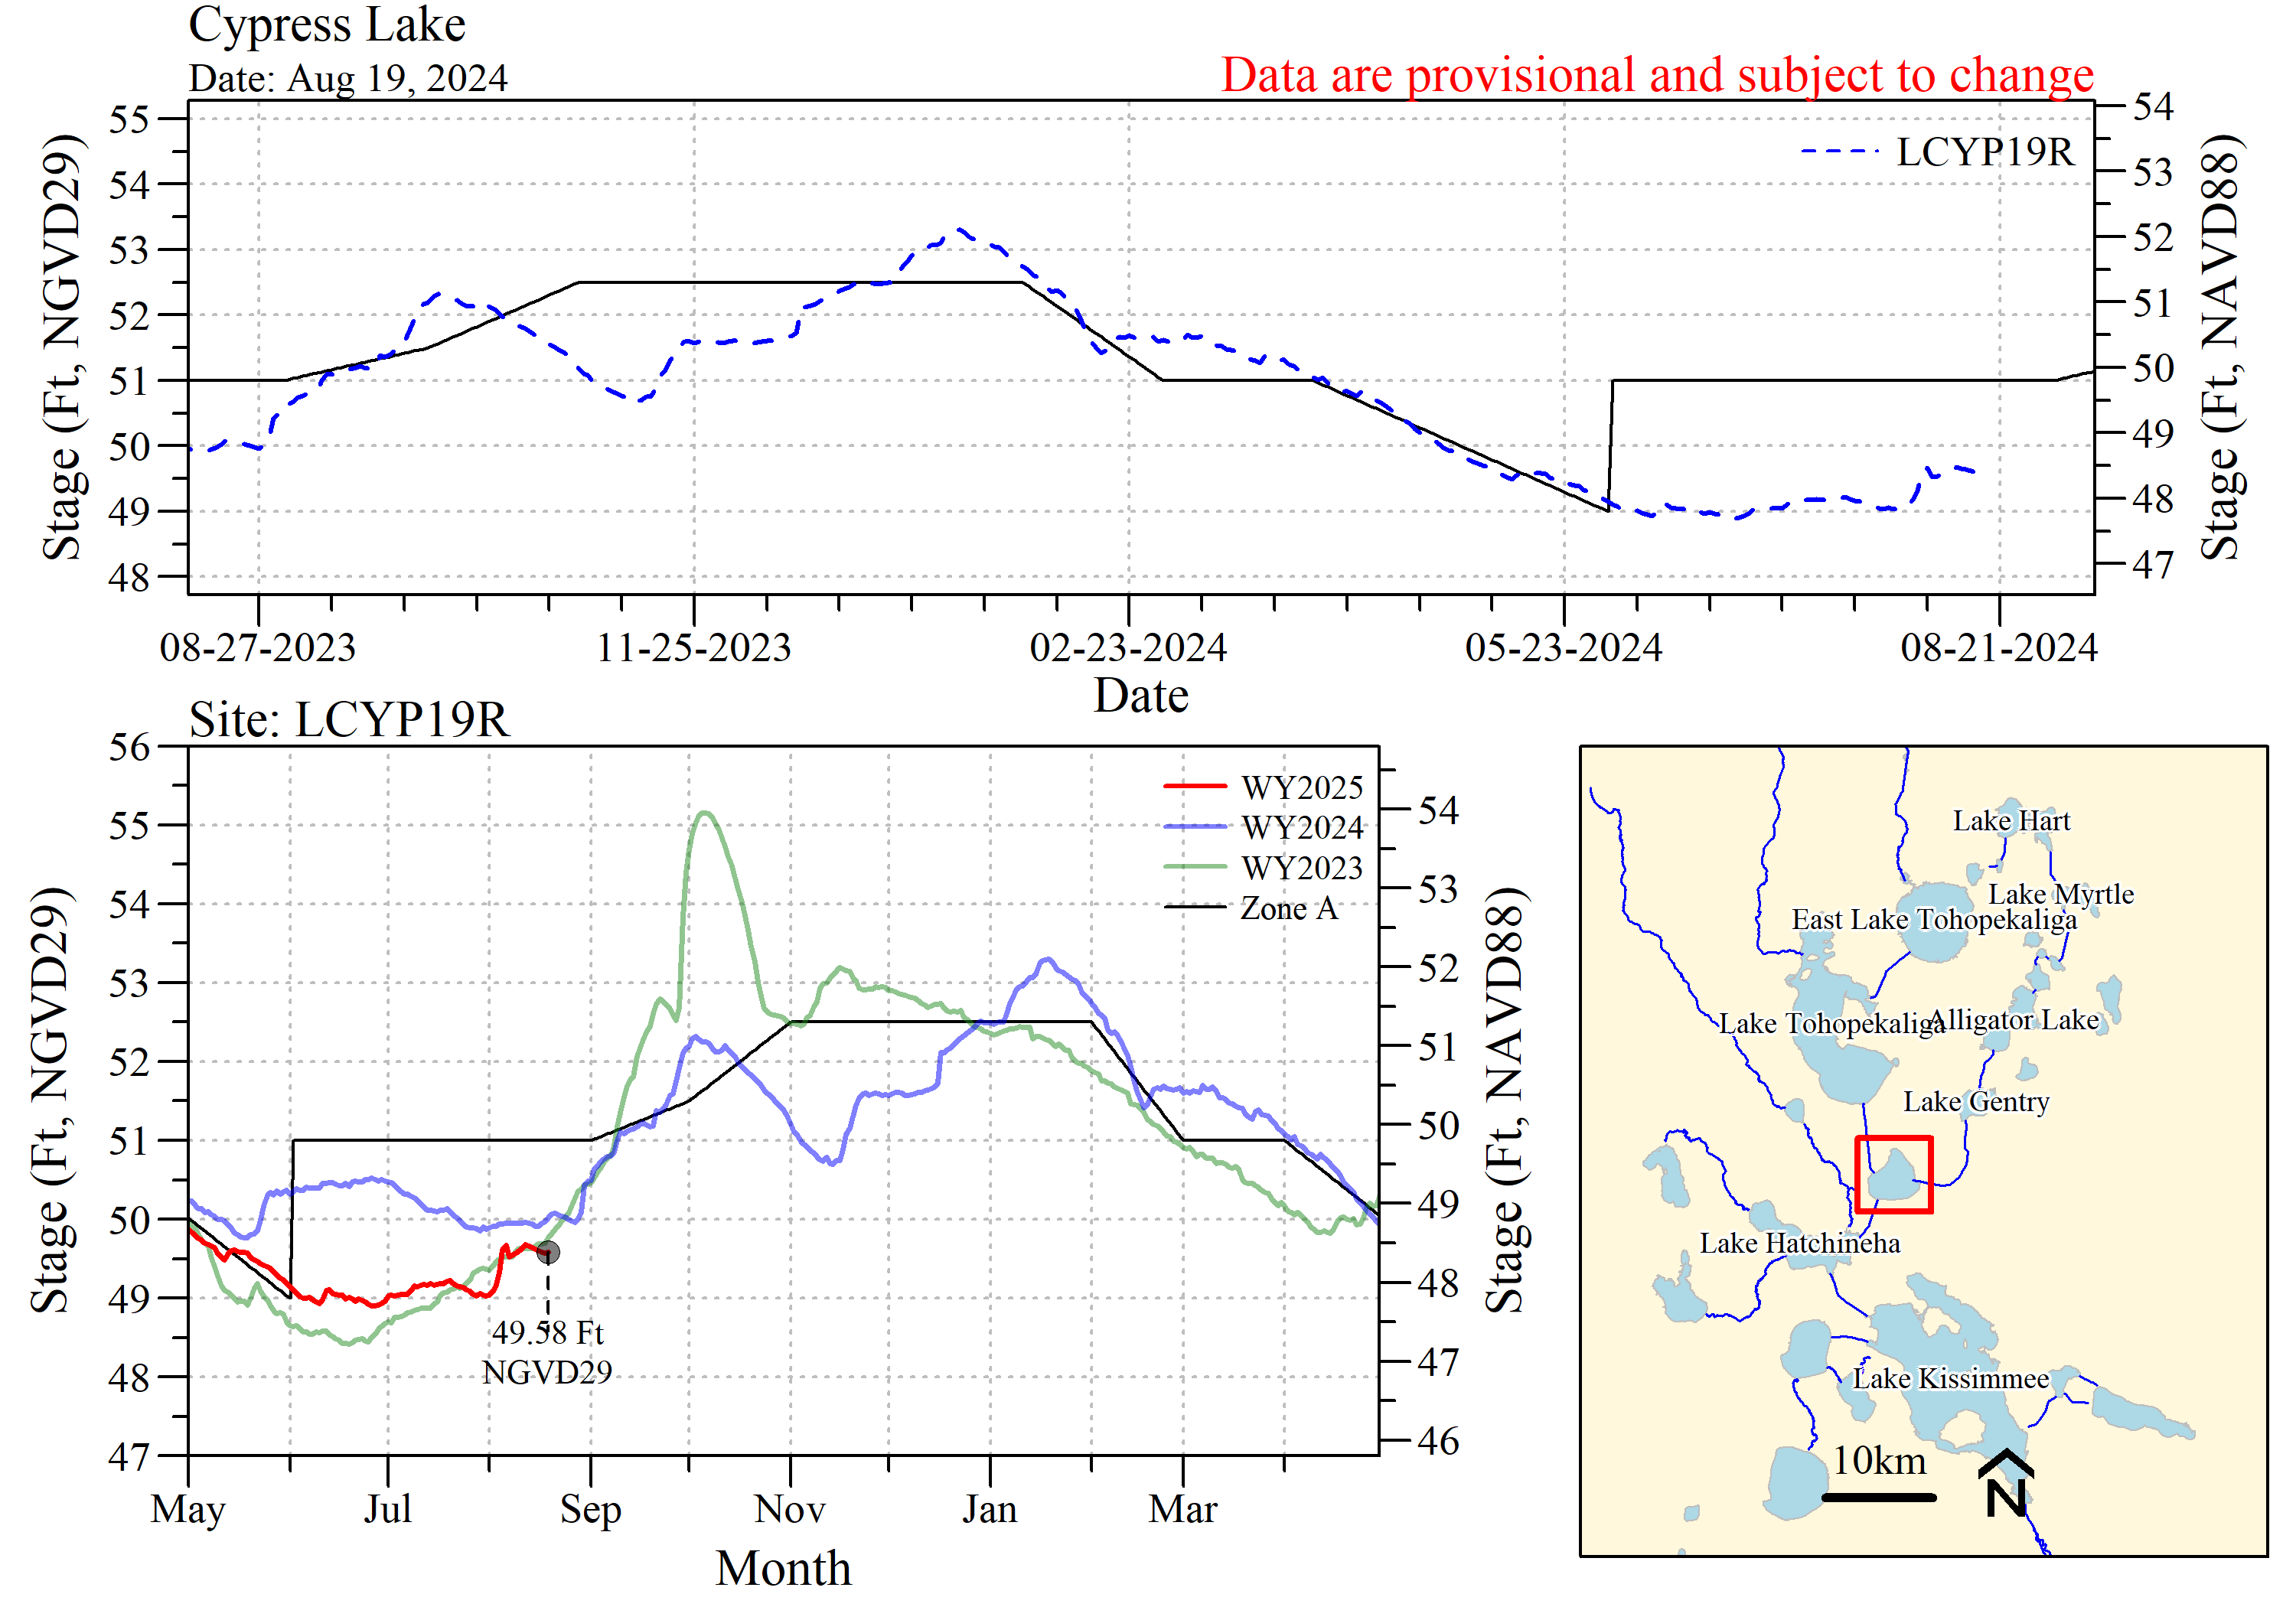 Cypress Lake
Date: Aug 19, 2024
Data are provisional and subject to change
55
54
53
52
51
50
49
48
Stage (Ft, NGVD29)
54
53
52
51
50
49
48
47
Stage (Ft, NAVD88)
LCYP19R
08-27-2023
11-25-2023
02-23-2024
05-23-2024
08-21-2024
Date
Site: LCYP19R
56
55
54
53
52
51
50
49
48
47
Stage (Ft, NGVD29)
54
53
52
51
50
49
48
47
46
Stage (Ft, NAVD88)
WY2025
WY2024
WY2023
Zone A
49.58 Ft
NGVD29
May
Jul
Sep
Nov
Jan
Mar
Month
Lake Hart
Lake Myrtle
East Lake Tohopekaliga
Lake Tohopekaliga
Alligator Lake
Lake Gentry
Lake Hatchineha
Lake Kissimmee
10km
N